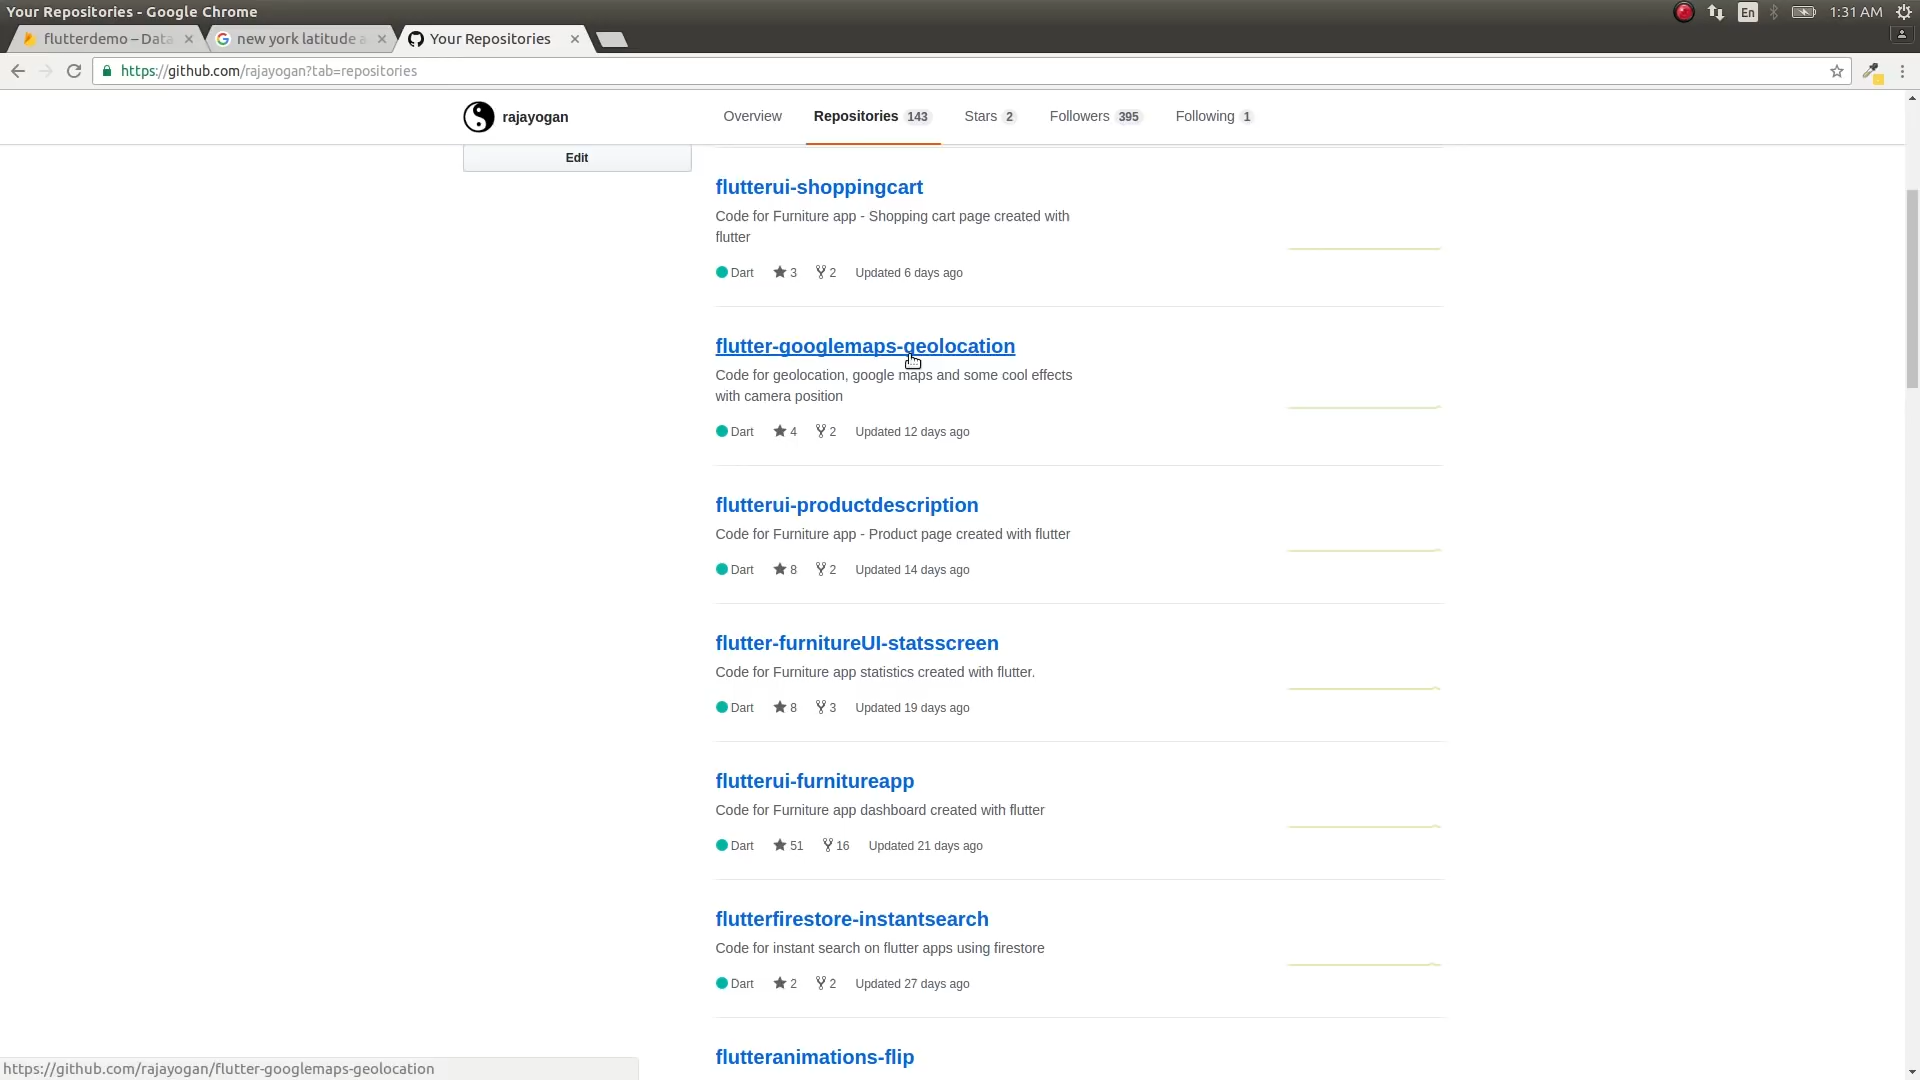 Your Repositories - Google Chrome
En
1:31 AM
flutterdemo – Data
new york latitude a
Your Repositories
https://github.com/rajayogan?tab=repositories
rajayogan
Overview
Repositories 143
Stars 2
Followers 395
Following 1
Edit
flutterui-shoppingcart
Code for Furniture app - Shopping cart page created with
flutter
Dart 3 2 Updated 6 days ago
flutter-googlemaps-geolocation
Code for geolocation, google maps and some cool effects
with camera position
Dart 4 2 Updated 12 days ago
flutterui-productdescription
Code for Furniture app - Product page created with flutter
Dart 8 2 Updated 14 days ago
flutter-furnitureUI-statsscreen
Code for Furniture app statistics created with flutter.
Dart 8 3 Updated 19 days ago
flutterui-furnitureapp
Code for Furniture app dashboard created with flutter
Dart 51 16 Updated 21 days ago
flutterfirestore-instantsearch
Code for instant search on flutter apps using firestore
Dart 2 2 Updated 27 days ago
flutteranimations-flip
https://github.com/rajayogan/flutter-googlemaps-geolocation